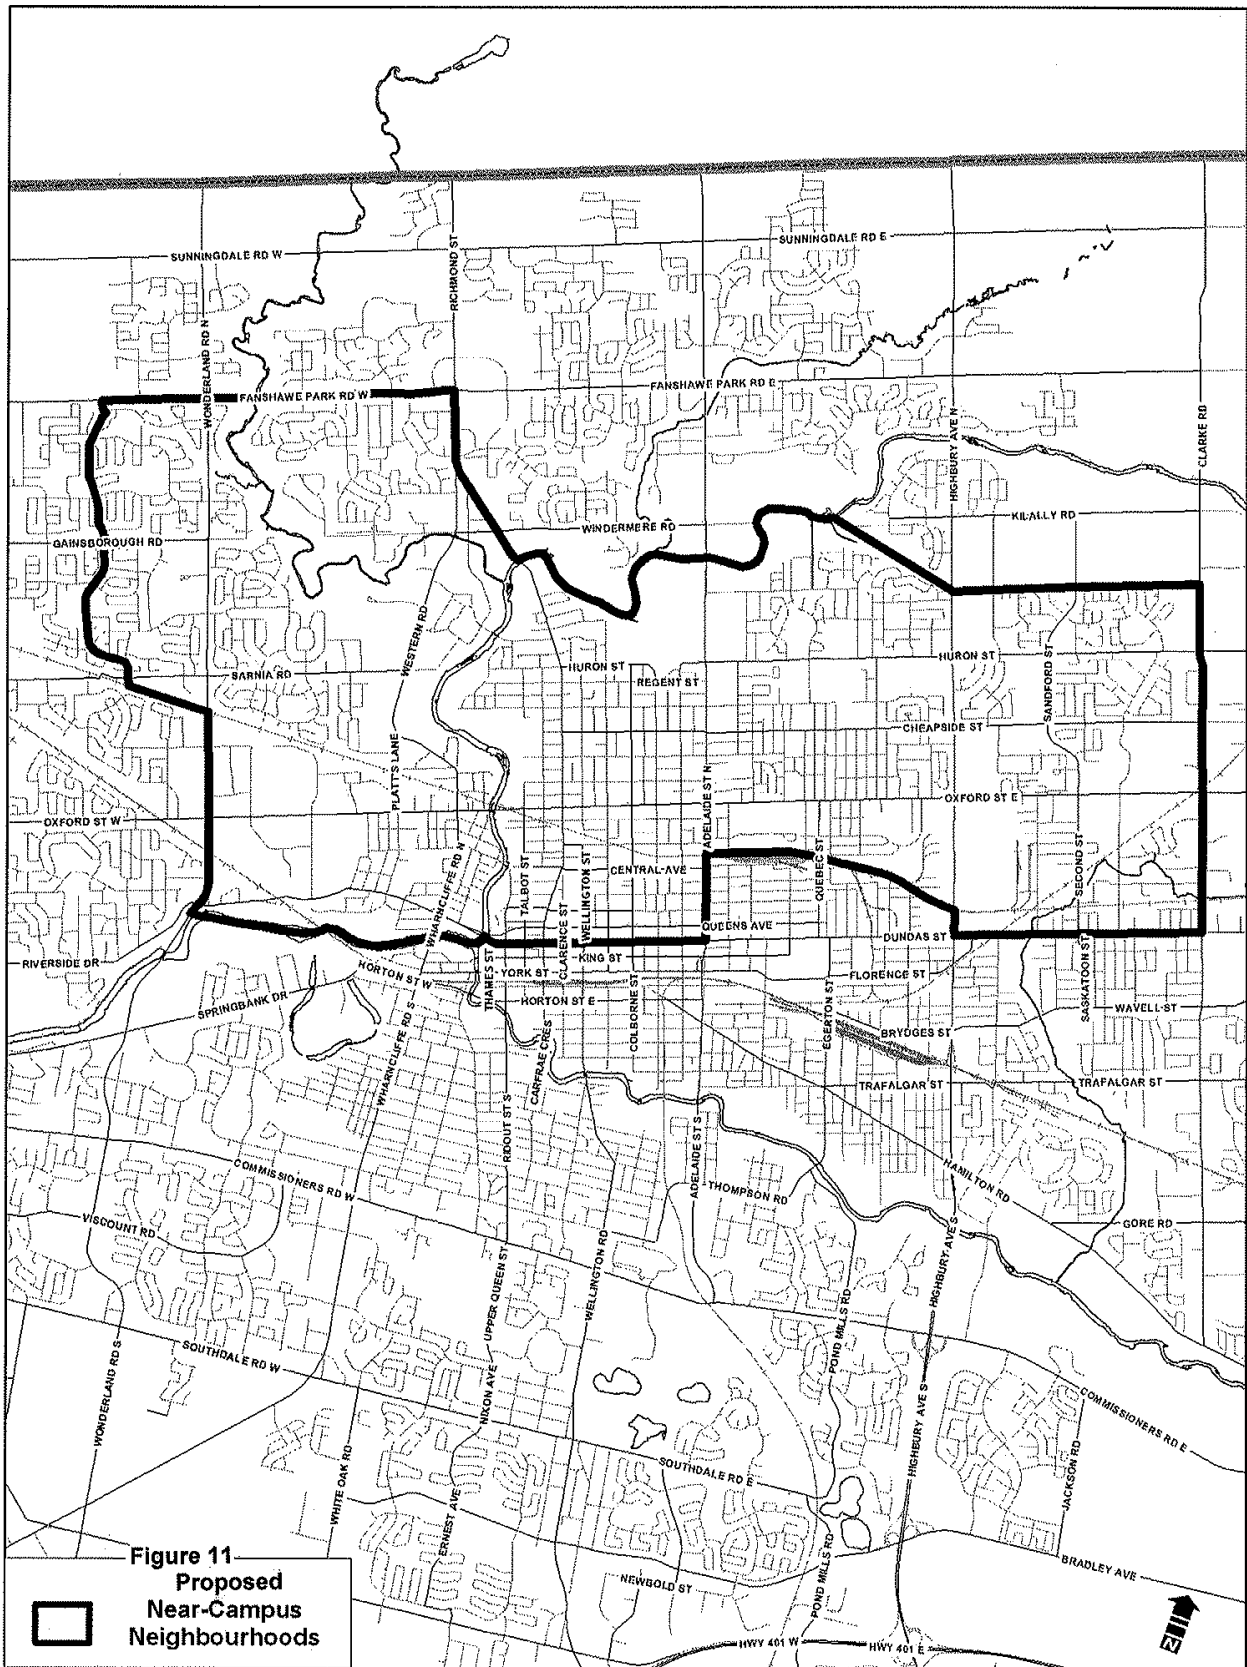 SUNNINGDALE RD W
SUNNINGDALE RD E
RICHMOND ST
WONDERLAND RD N
FANSHAWE PARK RD W
FANSHAWE PARK RD E
HIGHBURY AVE N
CLARKE RD
GAINSBOROUGH RD
WINDERMERE RD
KILALLY RD
WESTERN RD
SARNIA RD
HURON ST
REGENT ST
HURON ST
SANDFORD ST
CHEAPSIDE ST
PLATT'S LANE
ADELAIDE ST N
OXFORD ST W
OXFORD ST E
WHARNCLIFFE RD N
TALBOT ST
CLARENCE ST
WELLINGTON ST
CENTRAL AVE
QUEBEC ST
SECOND ST
QUEENS AVE
DUNDAS ST
RIVERSIDE DR
HORTON ST W
THAMES ST
YORK ST
KING ST
COLBORNE ST
FLORENCE ST
SASKATOON ST
SPRINGBANK DR
HORTON ST E
EGERTON ST
WAVELL ST
BRYDGES ST
WHARNCLIFFE RD S
CARFRAE CRES
TRAFALGAR ST
TRAFALGAR ST
RIDOUT ST S
ADELAIDE ST S
COMMISSIONERS RD W
THOMPSON RD
HAMILTON RD
VISCOUNT RD
GORE RD
UPPER QUEEN ST
WELLINGTON RD
HIGHBURY AVE S
POND MILLS RD
SOUTHDALE RD W
WONDERLAND RD S
NIXON AVE
COMMISSIONERS RD E
HIGHBURY AVE S
WHITE OAK RD
SOUTHDALE RD E
JACKSON RD
ERNEST AVE
BRADLEY AVE
NEWBOLD ST
POND MILLS RD
HWY 401 W
HWY 401 E
N
Figure 11
Proposed
Near-Campus
Neighbourhoods